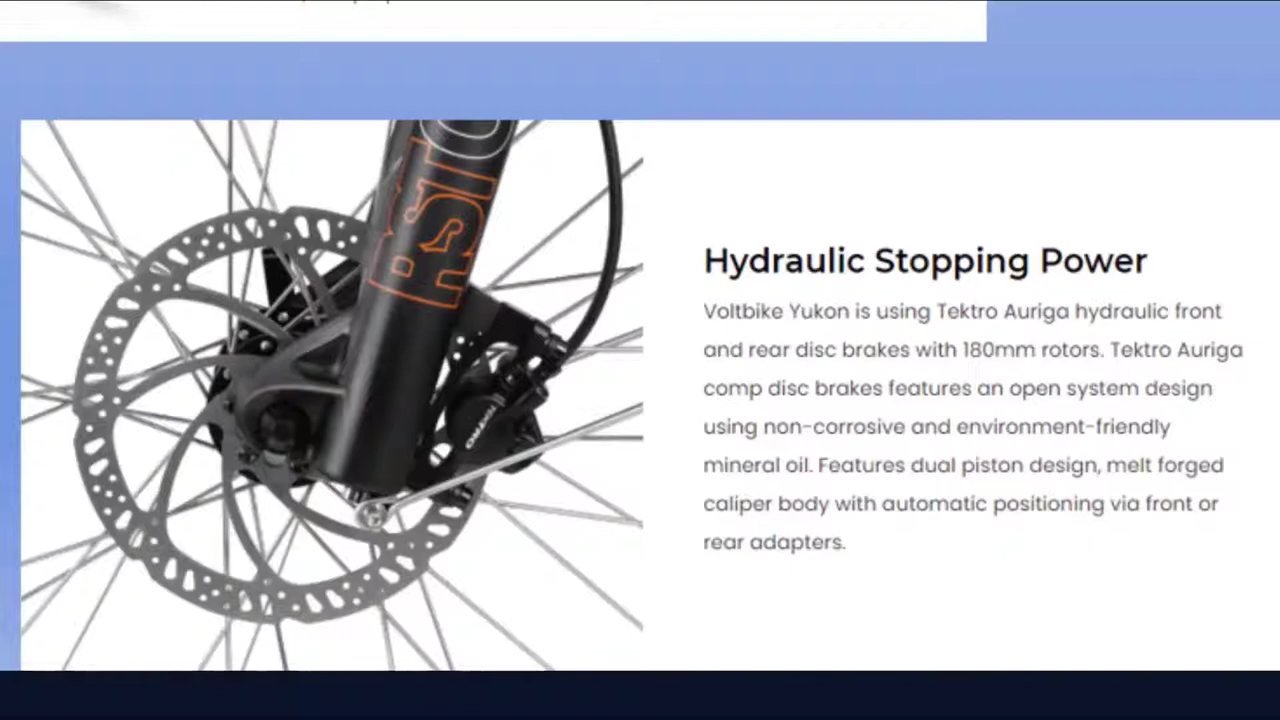 Hydraulic Stopping Power
Voltbike Yukon is using Tektro Auriga hydraulic front
and rear disc brakes with 180mm rotors. Tektro Auriga
comp disc brakes features an open system design
using non-corrosive and environment-friendly
mineral oil. Features dual piston design, melt forged
caliper body with automatic positioning via front or
rear adapters.
TEKTRO